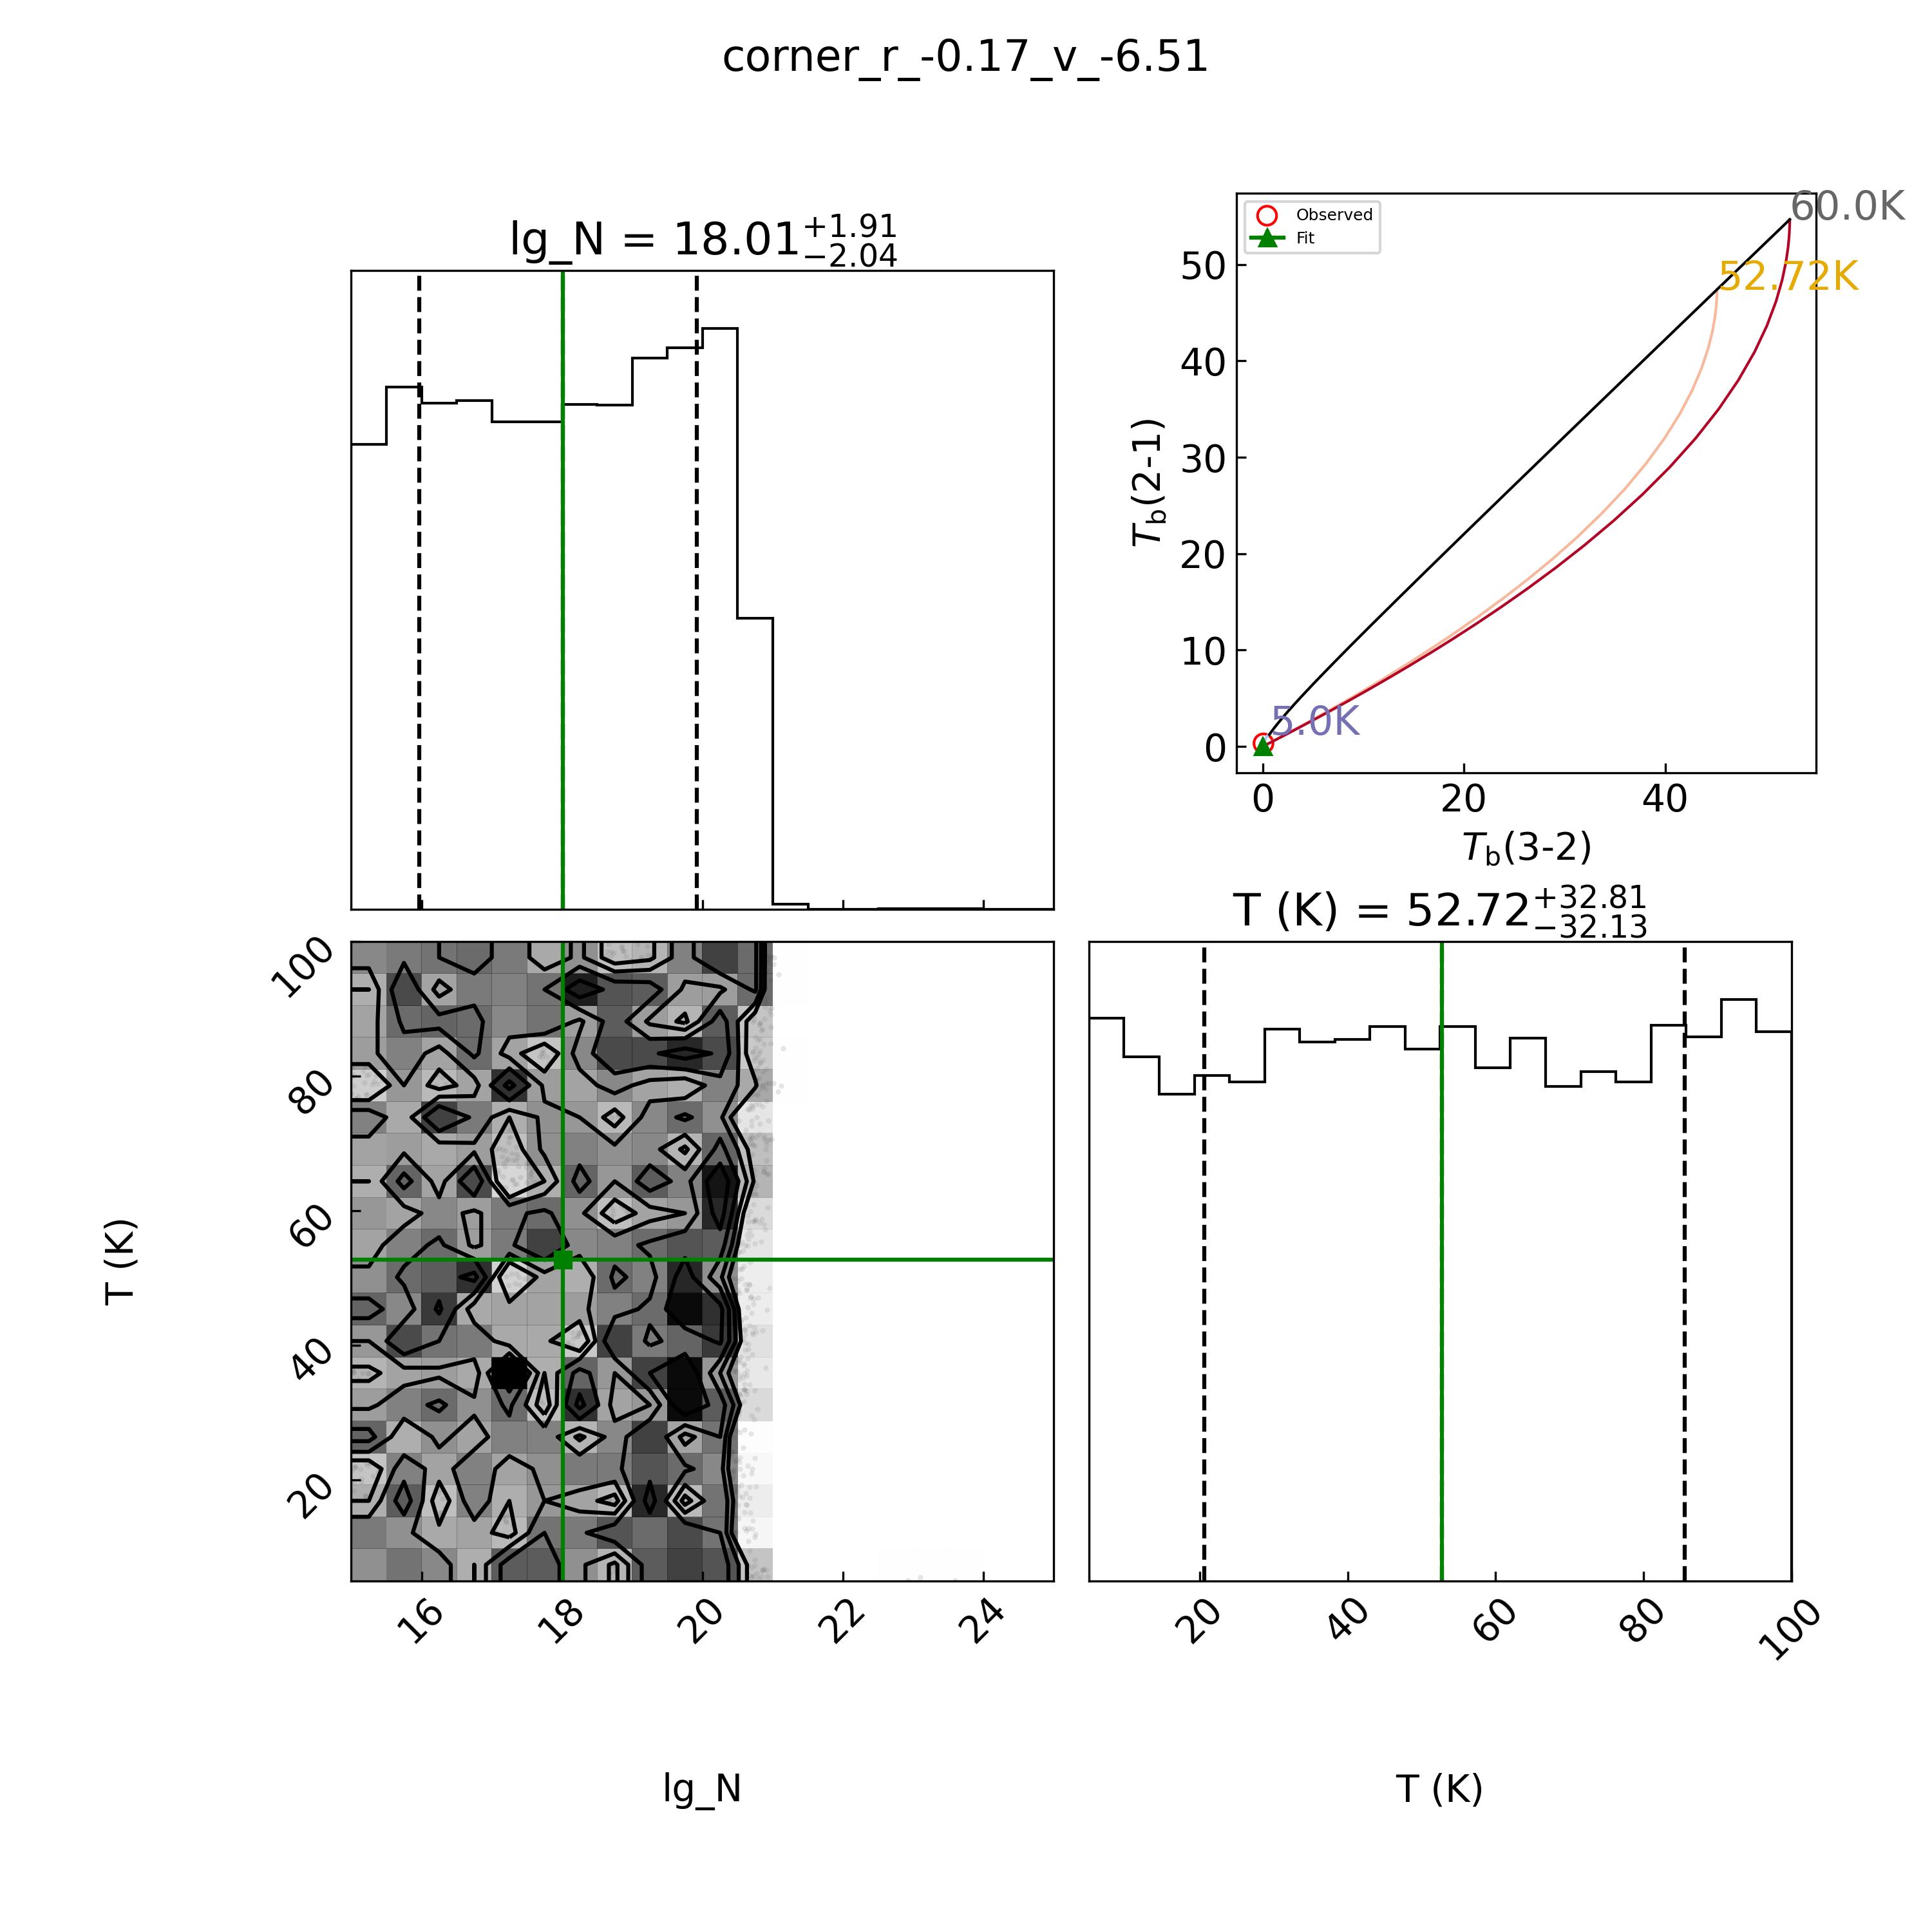 corner_r_-0.17_v_-6.51
lg_N = 18.01+1.91 −2.04
60.0K
Observed
Fit
52.72K
5.0K
50
40
30
20
10
0
Tb(2-1)
0 20 40
Tb(3-2)
T (K) = 52.72+32.81 −32.13
100
80
60
40
20
T (K)
16 18 20 22 24
lg_N
20 40 60 80 100
T (K)